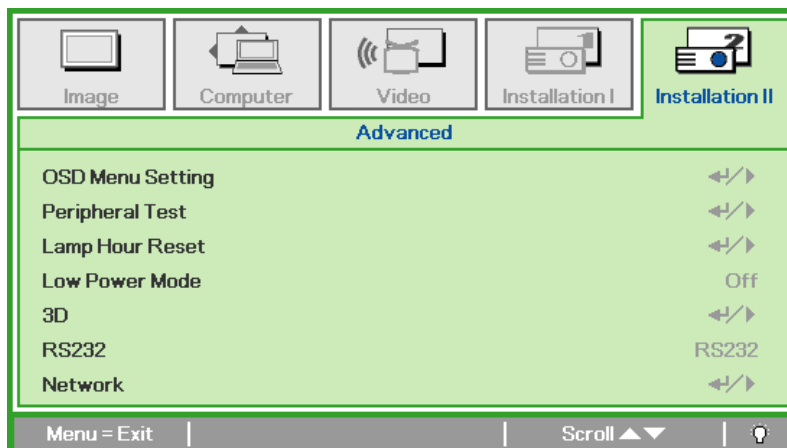 Image
Computer
Video
Installation I
Installation II
Advanced
OSD Menu Setting
Peripheral Test
Lamp Hour Reset
Low Power Mode Off
3D
RS232 RS232
Network
Menu = Exit Scroll ▲▼